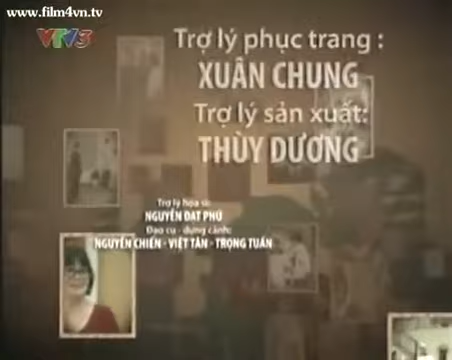 www.film4vn.tv
VTV3
Trợ lý phục trang :
XUÂN CHUNG
Trợ lý sản xuất:
THÙY DƯƠNG
Trợ lý họa sĩ:
NGUYỄN ĐẠT PHÚ
Đạo cụ - dựng cảnh:
NGUYỄN CHIẾN - VIỆT TÂN - TRỌNG TUẤN